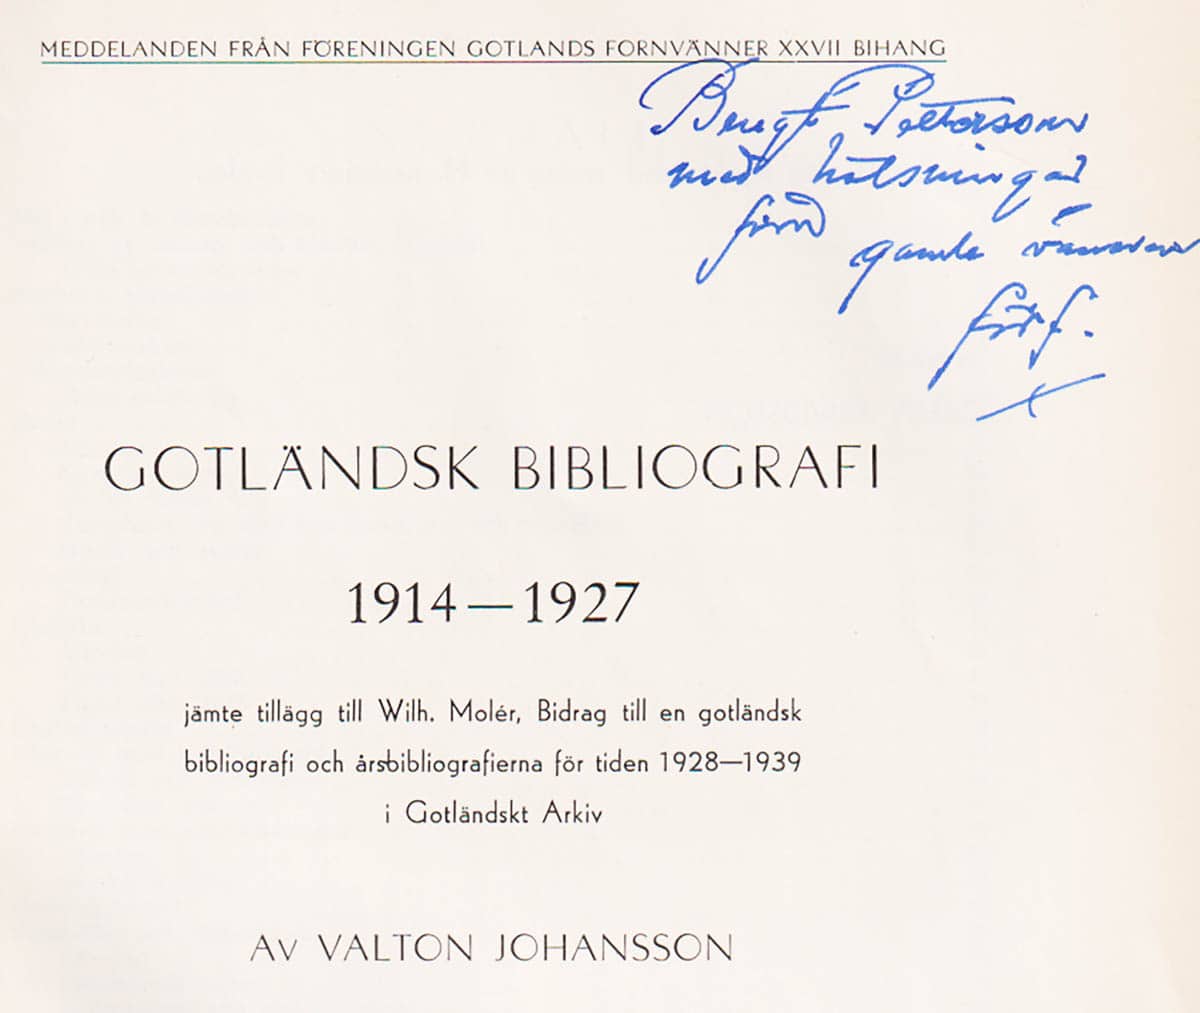 MEDDELANDEN FRÅN FÖRENINGEN GOTLANDS FORNVÄNNER XXVII BIHANG
Bengt Petterson
med hälsningar
från
gamle vännen
förf.
GOTLÄNDSK BIBLIOGRAFI
1914—1927
jämte tillägg till Wilh. Molér, Bidrag till en gotländsk
bibliografi och årsbibliografierna för tiden 1928—1939
i Gotländskt Arkiv
AV VALTON JOHANSSON